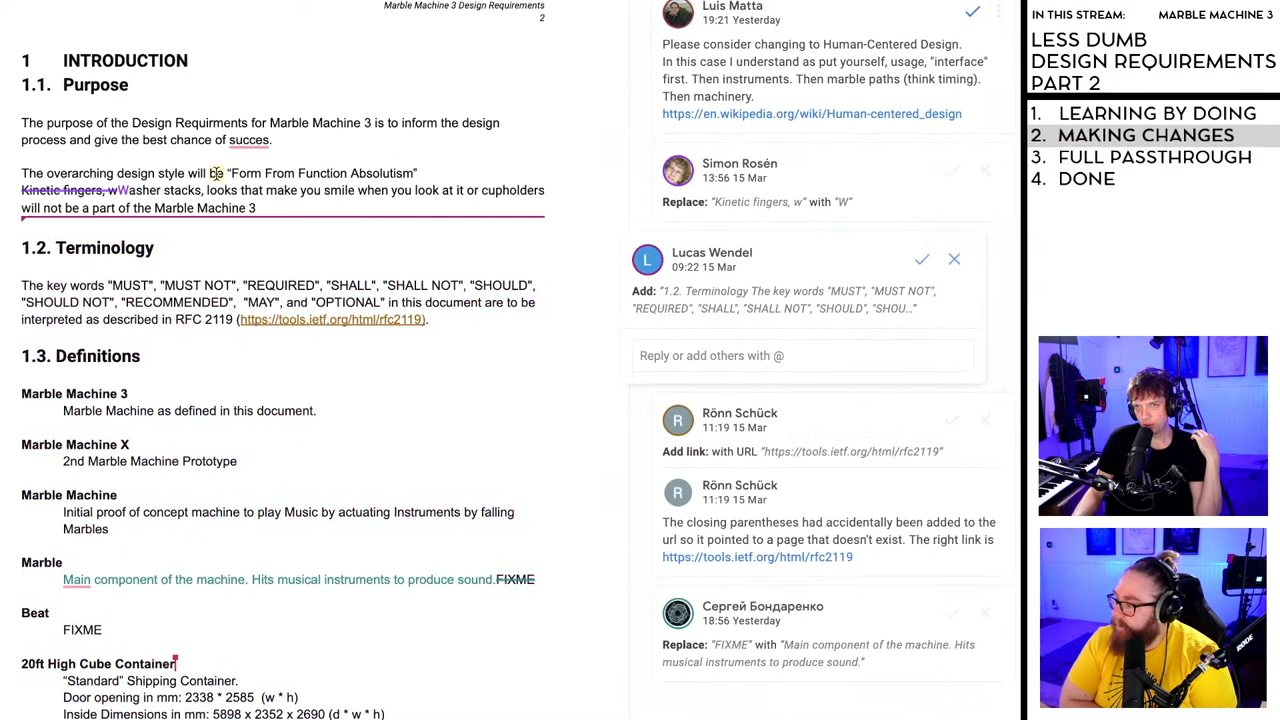 Marble Machine 3 Design Requirements
2
1 INTRODUCTION
1.1. Purpose
The purpose of the Design Requirments for Marble Machine 3 is to inform the design
process and give the best chance of succes.
The overarching design style will be “Form From Function Absolutism”
Kinetic fingers, wWasher stacks, looks that make you smile when you look at it or cupholders
will not be a part of the Marble Machine 3
1.2. Terminology
The key words "MUST", "MUST NOT", "REQUIRED", "SHALL", "SHALL NOT", "SHOULD",
"SHOULD NOT", "RECOMMENDED", "MAY", and "OPTIONAL" in this document are to be
interpreted as described in RFC 2119 (https://tools.ietf.org/html/rfc2119).
1.3. Definitions
Marble Machine 3
Marble Machine as defined in this document.
Marble Machine X
2nd Marble Machine Prototype
Marble Machine
Initial proof of concept machine to play Music by actuating Instruments by falling
Marbles
Marble
Main component of the machine. Hits musical instruments to produce sound.FIXME
Beat
FIXME
20ft High Cube Container
“Standard” Shipping Container.
Door opening in mm: 2338 * 2585 (w * h)
Inside Dimensions in mm: 5898 x 2352 x 2690 (d * w * h)
Luis Matta
19:21 Yesterday
Please consider changing to Human-Centered Design.
In this case I understand as put yourself, usage, "interface"
first. Then instruments. Then marble paths (think timing).
Then machinery.
https://en.wikipedia.org/wiki/Human-centered_design
Simon Rosén
13:56 15 Mar
Replace: “Kinetic fingers, w” with “W”
L
Lucas Wendel
09:22 15 Mar
Add: “1.2. Terminology The key words "MUST", "MUST NOT",
"REQUIRED", "SHALL", "SHALL NOT", "SHOULD", "SHOU...”
Reply or add others with @
R
Rönn Schück
11:19 15 Mar
Add link: with URL “https://tools.ietf.org/html/rfc2119”
R
Rönn Schück
11:19 15 Mar
The closing parentheses had accidentally been added to the
url so it pointed to a page that doesn't exist. The right link is
https://tools.ietf.org/html/rfc2119
Сергей Бондаренко
18:56 Yesterday
Replace: “FIXME” with “Main component of the machine. Hits
musical instruments to produce sound.”
IN THIS STREAM: MARBLE MACHINE 3
LESS DUMB
DESIGN REQUIREMENTS
PART 2
1. LEARNING BY DOING
2. MAKING CHANGES
3. FULL PASSTHROUGH
4. DONE
RØDE